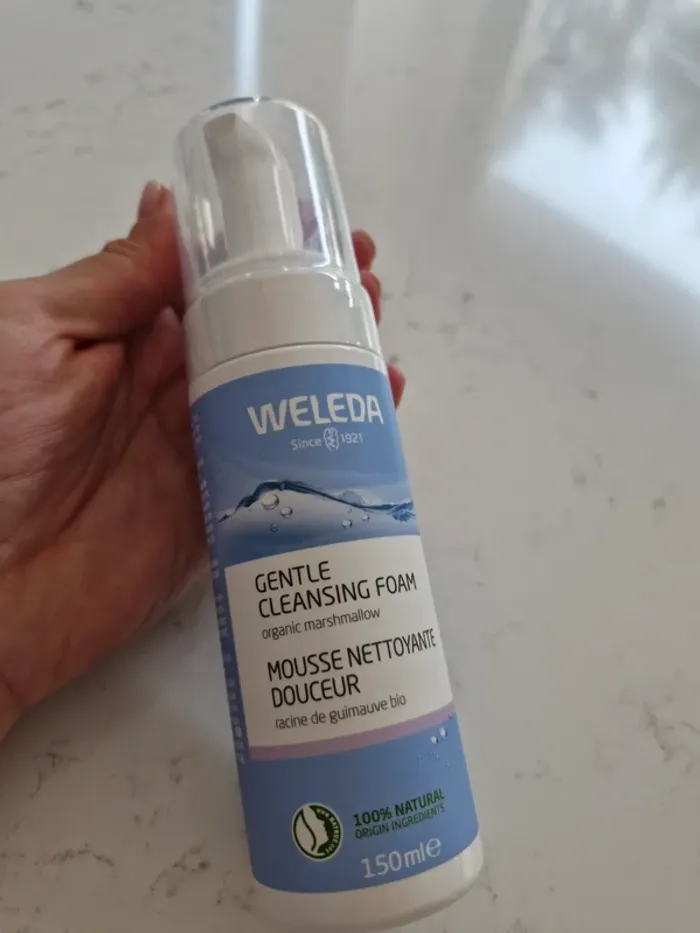 WELEDA
Since 1921
GENTLE
CLEANSING FOAM
organic marshmallow
MOUSSE NETTOYANTE
DOUCEUR
racine de guimauve bio
100% NATURAL
ORIGIN INGREDIENTS
150ml℮